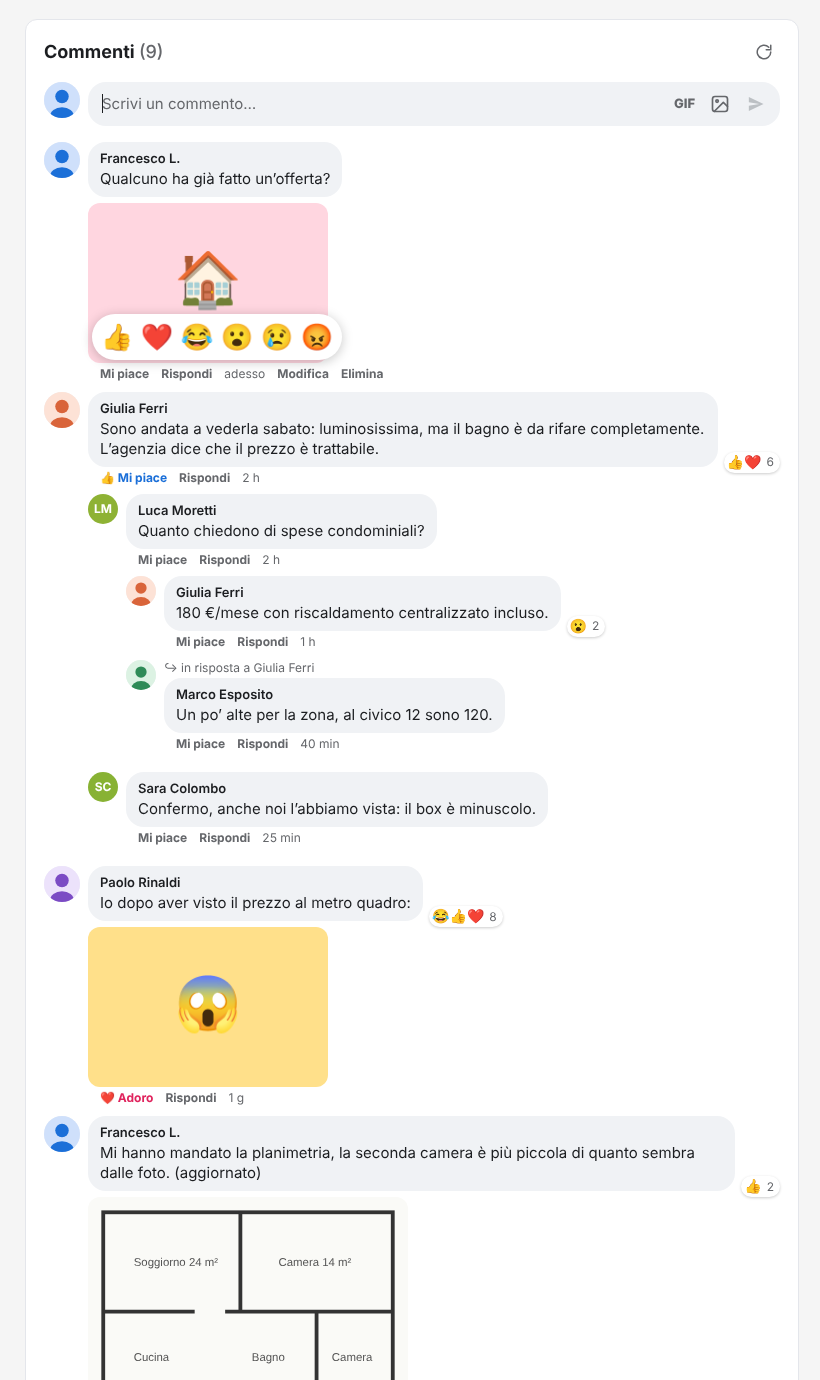 Commenti (9)
Scrivi un commento...
GIF
Francesco L.
Qualcuno ha già fatto un’offerta?
Mi piace Rispondi adesso Modifica Elimina
Giulia Ferri
Sono andata a vederla sabato: luminosissima, ma il bagno è da rifare completamente.
L’agenzia dice che il prezzo è trattabile.
6
Mi piace Rispondi 2 h
LM
Luca Moretti
Quanto chiedono di spese condominiali?
Mi piace Rispondi 2 h
Giulia Ferri
180 €/mese con riscaldamento centralizzato incluso.
2
Mi piace Rispondi 1 h
in risposta a Giulia Ferri
Marco Esposito
Un po’ alte per la zona, al civico 12 sono 120.
Mi piace Rispondi 40 min
SC
Sara Colombo
Confermo, anche noi l’abbiamo vista: il box è minuscolo.
Mi piace Rispondi 25 min
Paolo Rinaldi
Io dopo aver visto il prezzo al metro quadro:
8
Adoro Rispondi 1 g
Francesco L.
Mi hanno mandato la planimetria, la seconda camera è più piccola di quanto sembra
dalle foto. (aggiornato)
2
Soggiorno 24 m² Camera 14 m²
Cucina Bagno Camera